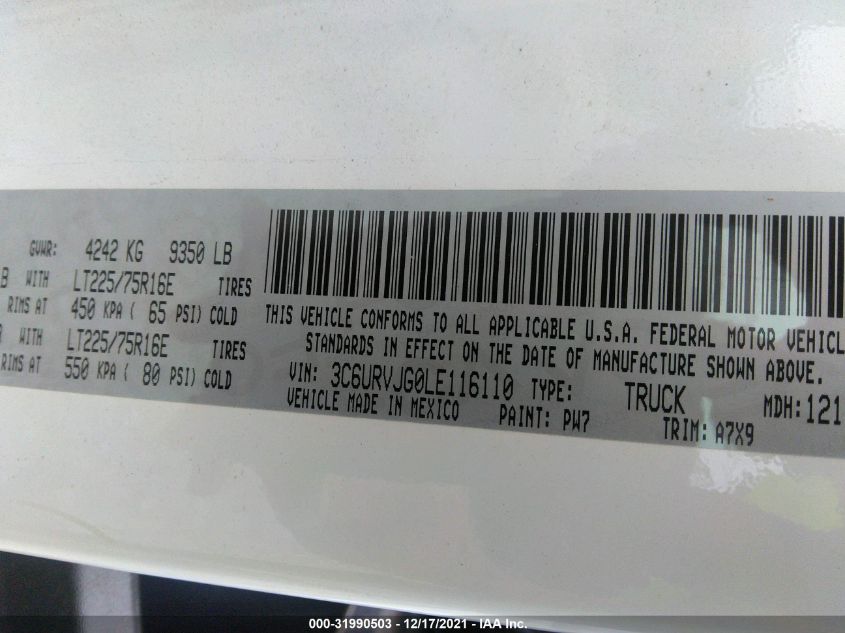 GVWR: 4242 KG 9350 LB
B WITH LT225/75R16E TIRES
RIMS AT 450 KPA ( 65 PSI) COLD
R WITH LT225/75R16E TIRES
RIMS AT 550 KPA ( 80 PSI) COLD
THIS VEHICLE CONFORMS TO ALL APPLICABLE U.S.A. FEDERAL MOTOR VEHICL
STANDARDS IN EFFECT ON THE DATE OF MANUFACTURE SHOWN ABOVE.
VIN: 3C6URVJG0LE116110 TYPE: TRUCK MDH: 121
VEHICLE MADE IN MEXICO PAINT: PW7 TRIM: A7X9
000-31990503 - 12/17/2021 - IAA Inc.